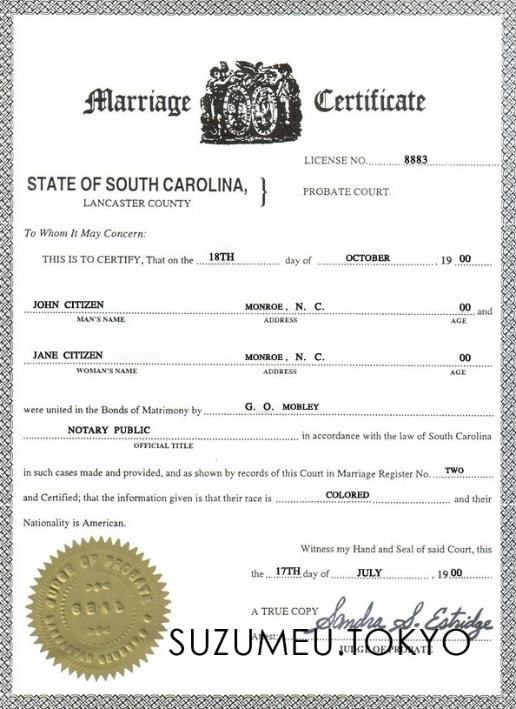 Marriage Certificate
LICENSE NO. 8883
STATE OF SOUTH CAROLINA, }
LANCASTER COUNTY
PROBATE COURT.
To Whom It May Concern:
THIS IS TO CERTIFY, That on the 18TH day of OCTOBER , 19 00
JOHN CITIZEN MONROE, N. C. 00 and
MAN'S NAME ADDRESS AGE
JANE CITIZEN MONROE, N. C. 00
WOMAN'S NAME ADDRESS AGE
were united in the Bonds of Matrimony by G. O. MOBLEY
NOTARY PUBLIC in accordance with the law of South Carolina
OFFICIAL TITLE
in such cases made and provided, and as shown by records of this Court in Marriage Register No. TWO
and Certified; that the information given is that their race is COLORED and their
Nationality is American.
Witness my Hand and Seal of said Court, this
the 17TH day of JULY , 19 00
A TRUE COPY Sandra S. Estridge
Attest:
JUDGE OF PROBATE
JUDGE OF PROBATE
SEAL
SUZUMEU.TOKYO